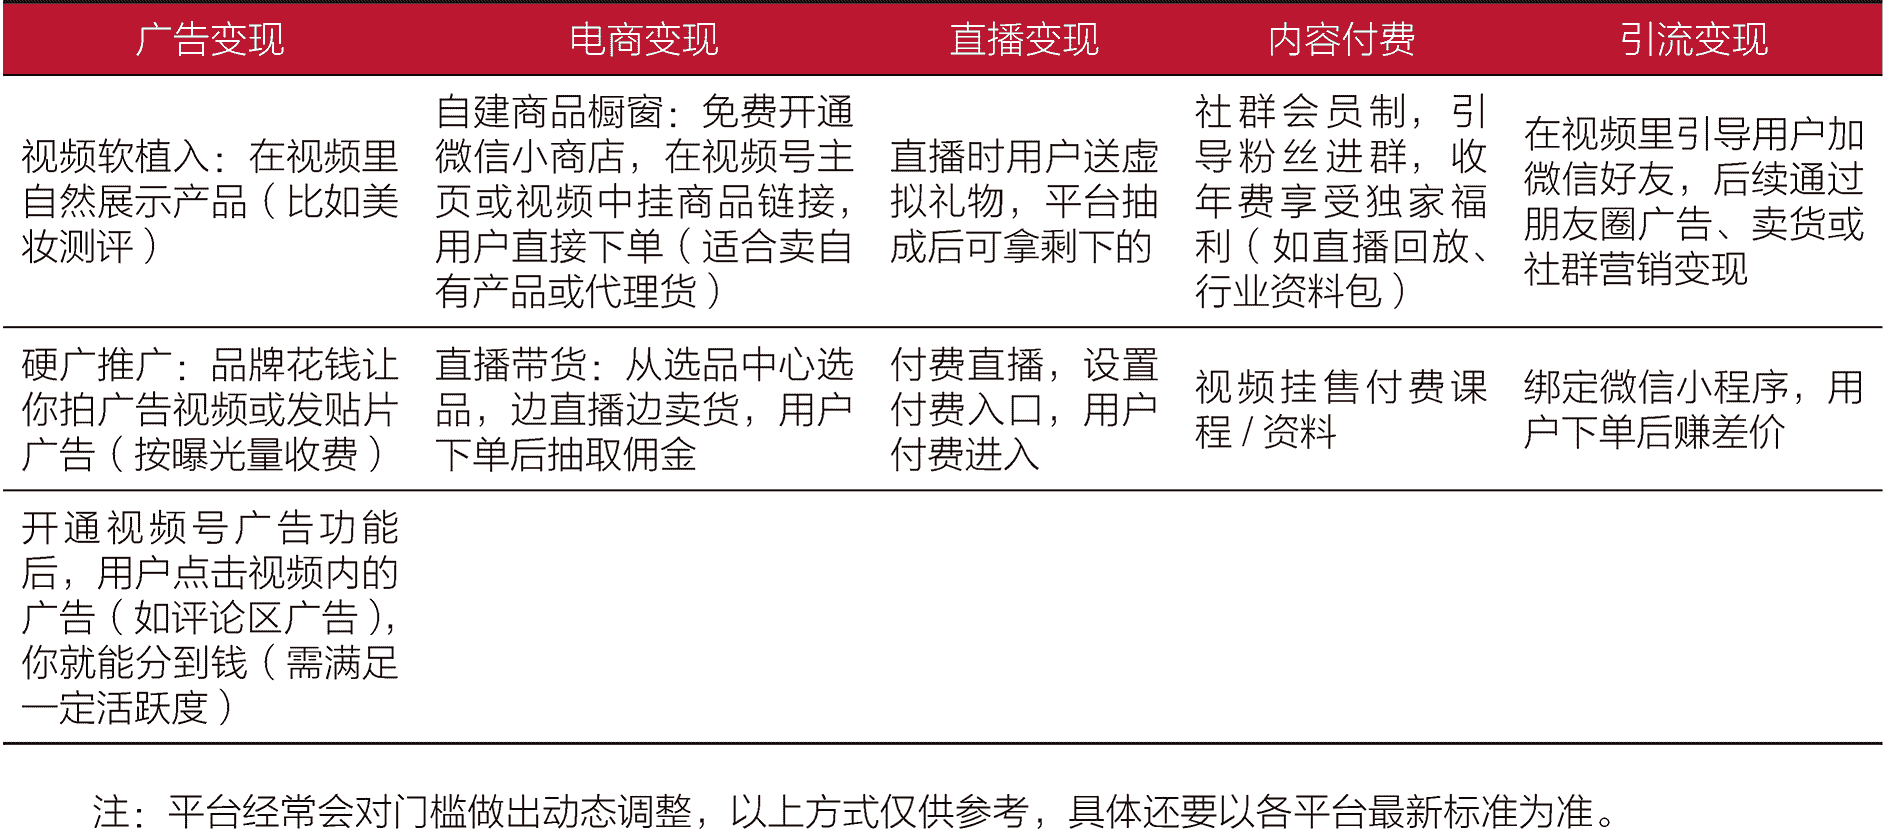 广告变现
电商变现
直播变现
内容付费
引流变现
视频软植入：在视频里
自然展示产品（比如美
妆测评）
自建商品橱窗：免费开通
微信小商店，在视频号主
页或视频中挂商品链接，
用户直接下单（适合卖自
有产品或代理货）
直播时用户送虚
拟礼物，平台抽
成后可拿剩下的
社群会员制，引
导粉丝进群，收
年费享受独家福
利（如直播回放、
行业资料包）
在视频里引导用户加
微信好友，后续通过
朋友圈广告、卖货或
社群营销变现
硬广推广：品牌花钱让
你拍广告视频或发贴片
广告（按曝光量收费）
直播带货：从选品中心选
品，边直播边卖货，用户
下单后抽取佣金
付费直播，设置
付费入口，用户
付费进入
视频挂售付费课
程 / 资料
绑定微信小程序，用
户下单后赚差价
开通视频号广告功能
后，用户点击视频内的
广告（如评论区广告），
你就能分到钱（需满足
一定活跃度）
注：平台经常会对门槛做出动态调整，以上方式仅供参考，具体还要以各平台最新标准为准。